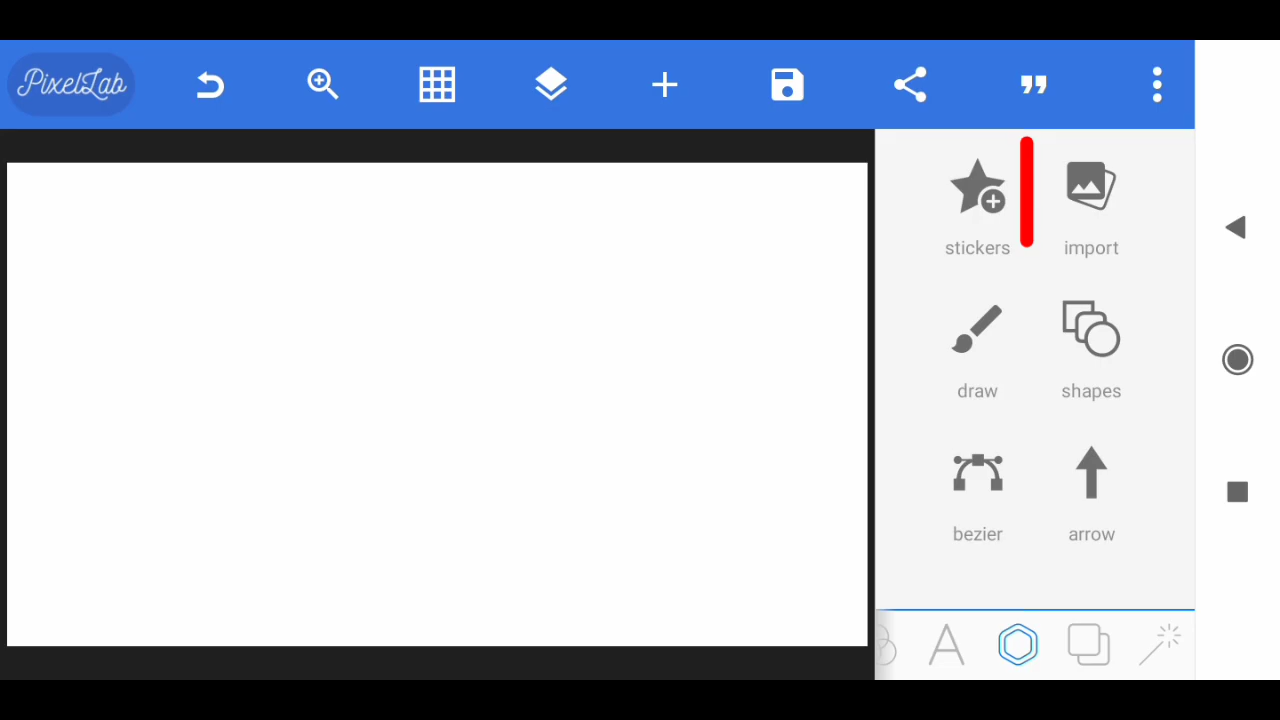 PixelLab
stickers
import
draw
shapes
bezier
arrow